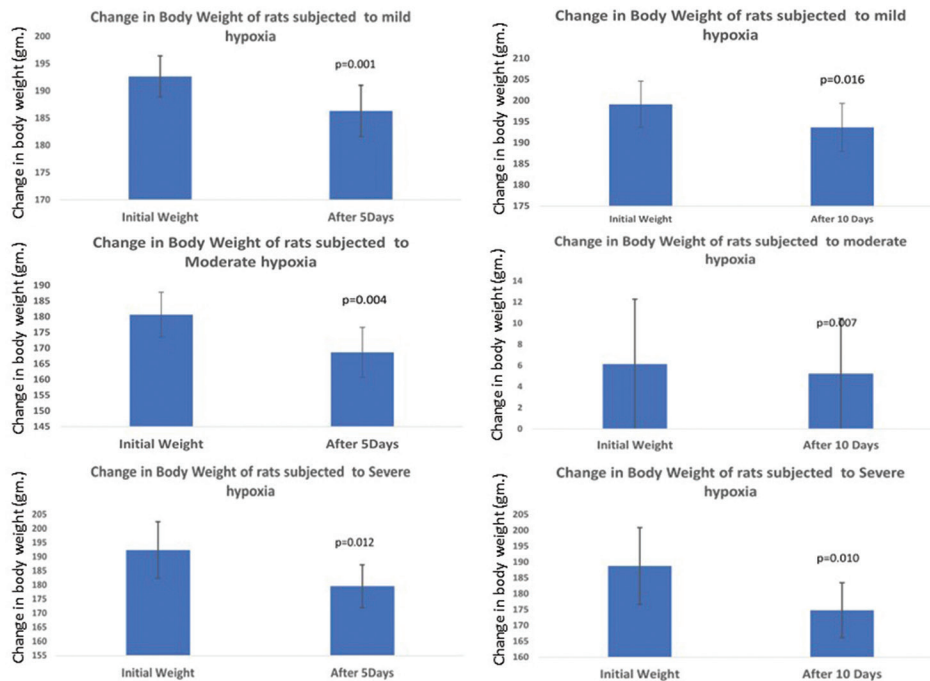 Change in Body Weight of rats subjected to mild
hypoxia
Change in body weight (gm.)
200
195
190
185
180
175
170
p=0.001
Initial Weight
After 5Days
Change in Body Weight of rats subjected to mild
hypoxia
Change in body weight (gm.)
210
205
200
195
190
185
180
175
p=0.016
Initial Weight
After 10 Days
Change in Body Weight of rats subjected to
Moderate hypoxia
Change in body weight (gm.)
190
185
180
175
170
165
160
155
150
145
p=0.004
Initial Weight
After 5Days
Change in Body Weight of rats subjected to moderate
hypoxia
Change in body weight (gm.)
14
12
10
8
6
4
2
0
p=0.007
Initial Weight
After 10 Days
Change in Body Weight of rats subjected to Severe
hypoxia
Change in body weight (gm.)
205
200
195
190
185
180
175
170
165
160
155
p=0.012
Initial Weight
After 5Days
Change in Body Weight of rats subjected to Severe
hypoxia
Change in body weight (gm.)
205
200
195
190
185
180
175
170
165
160
p=0.010
Initial Weight
After 10 Days